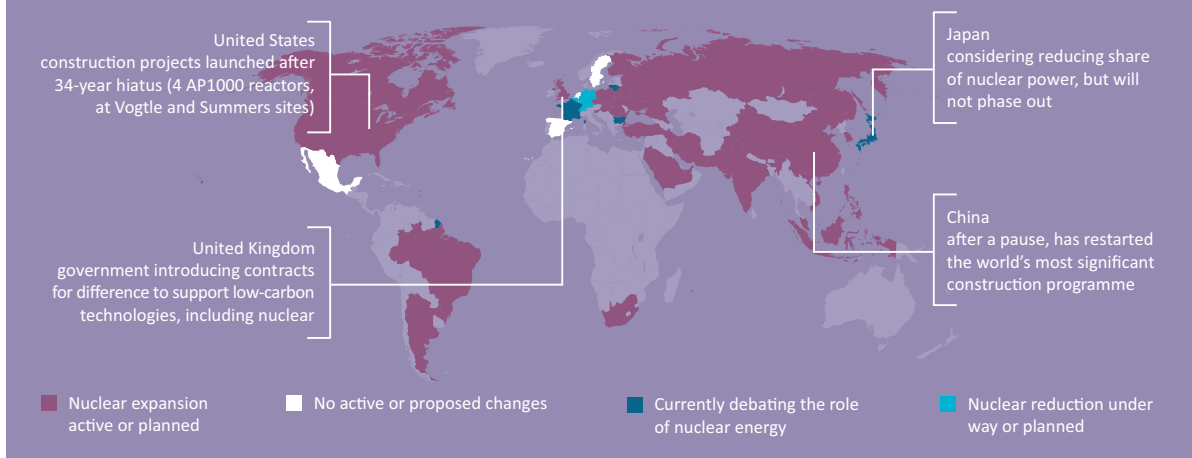 United States
construction projects launched after
34-year hiatus (4 AP1000 reactors,
at Vogtle and Summers sites)
Japan
considering reducing share
of nuclear power, but will
not phase out
United Kingdom
government introducing contracts
for difference to support low-carbon
technologies, including nuclear
China
after a pause, has restarted
the world's most significant
construction programme
Nuclear expansion
active or planned
No active or proposed changes
Currently debating the role
of nuclear energy
Nuclear reduction under
way or planned